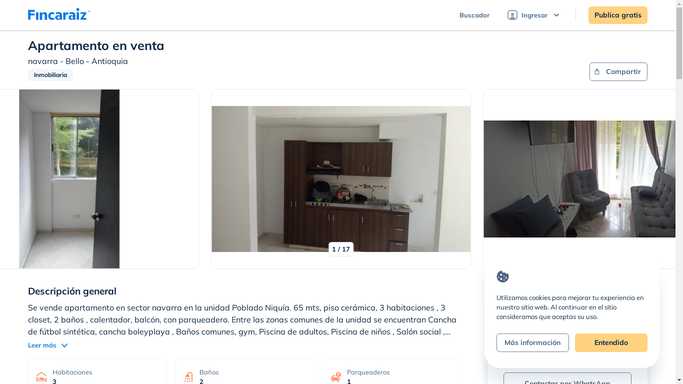 Fincaraiz
Buscador
Ingresar
Publica gratis
Apartamento en venta
navarra - Bello - Antioquia
Inmobiliaria
Compartir
1 / 17
Descripción general
Se vende apartamento en sector navarra en la unidad Poblado Niquía. 65 mts, piso cerámica, 3 habitaciones , 3
closet, 2 baños , calentador, balcón, con parqueadero. Entre las zonas comunes de la unidad se encuentran Cancha
de fútbol sintética, cancha boleyplaya , Baños comunes, gym, Piscina de adultos, Piscina de niños , Salón social ,...
Leer más
Habitaciones
3
Baños
2
Parqueaderos
1
Utilizamos cookies para mejorar tu experiencia en
nuestro sitio web. Al continuar en el sitio
consideramos que aceptas su uso.
Más información
Entendido
Contactar por WhatsApp